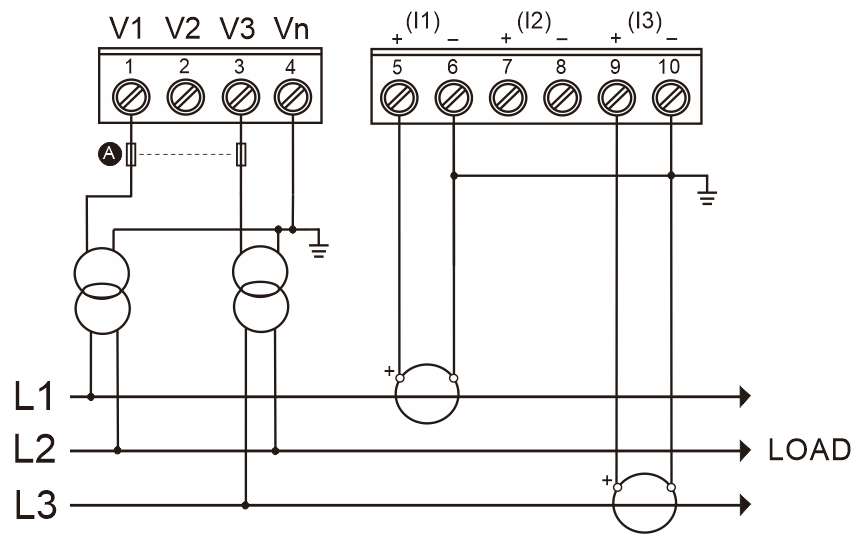 V1 V2 V3 Vn
(I1) (I2) (I3)
+ – + – + –
1 2 3 4
5 6 7 8 9 10
A
+
L1
L2
LOAD
+
L3